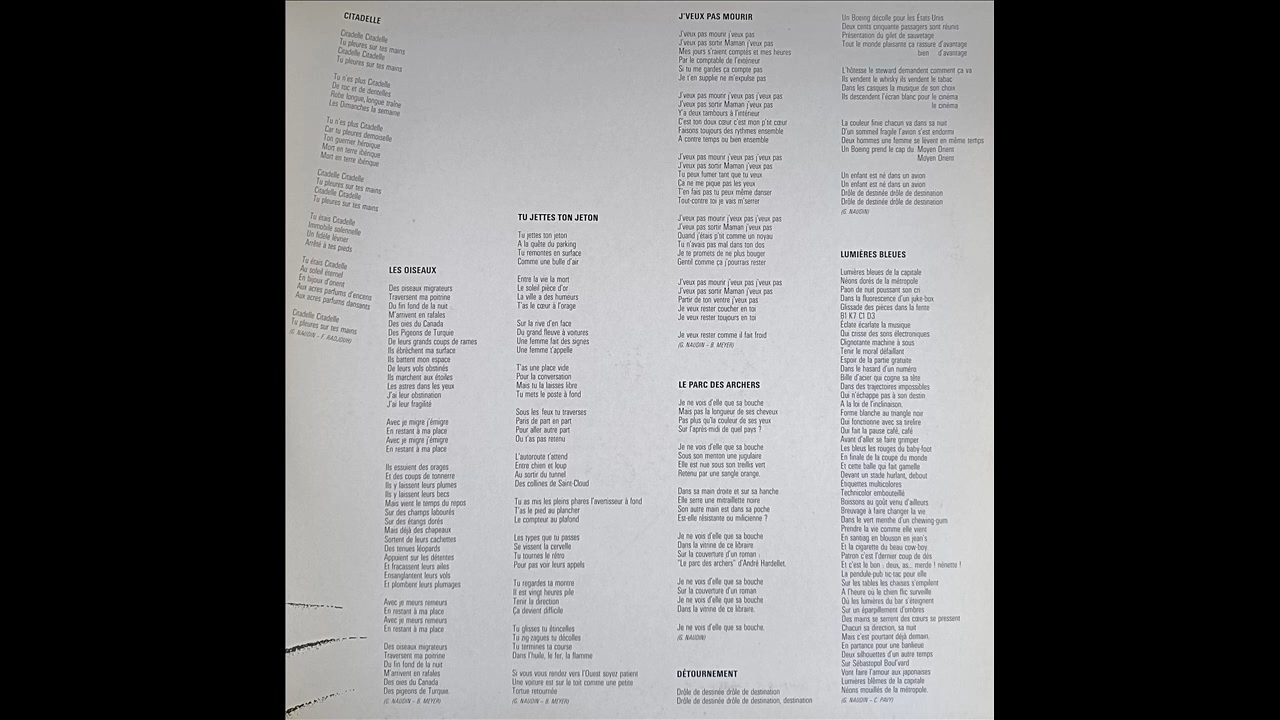 CITADELLE
Citadelle Citadelle
Tu pleures sur tes mains
Citadelle Citadelle
Tu pleures sur tes mains
Tu n'es plus Citadelle
De roc et de dentelles
Robe longue, longue traîne
Les Dimanches la semaine
Tu n'es plus Citadelle
Car tu pleures demoiselle
Ton guerrier héroïque
Mort en terre ibérique
Mort en terre ibérique
Citadelle Citadelle
Tu pleures sur tes mains
Citadelle Citadelle
Tu pleures sur tes mains
Tu étais Citadelle
Immobile solennelle
Un fidèle février
Arrêté à tes pieds
Tu étais Citadelle
Au soleil éternel
En bijoux d'orient
Aux acres parfums d'encens
Aux acres parfums dansants
Citadelle Citadelle
Tu pleures sur tes mains
(G. NAUDIN - F. RADJOUH)
LES OISEAUX
Des oiseaux migrateurs
Traversent ma poitrine
Du fin fond de la nuit
M'arrivent en rafales
Des oies du Canada
Des Pigeons de Turquie
De leurs grands coups de rames
Ils ébrèchent ma surface
Ils battent mon espace
De leurs vols obstinés
Ils marchent aux étoiles
Les astres dans les yeux
J'ai leur obstination
J'ai leur fragilité
Avec je migre j'émigre
En restant à ma place
Avec je migre j'émigre
En restant à ma place
Ils essuient des orages
Et des coups de tonnerre
Ils y laissent leurs plumes
Ils y laissent leurs becs
Mais vient le temps du repos
Sur des champs labourés
Sur des étangs dorés
Mais déjà des chapeaux
Sortent de leurs cachettes
Des tenues léopards
Appuient sur les détentes
Et fracassent leurs ailes
Ensanglantent leurs vols
Et plombent leurs plumages
Avec je meurs remeurs
En restant à ma place
Avec je meurs remeurs
En restant à ma place
Des oiseaux migrateurs
Traversent ma poitrine
Du fin fond de la nuit
M'arrivent en rafales
Des oies du Canada
Des pigeons de Turquie.
(G. NAUDIN - B. MEYER)
TU JETTES TON JETON
Tu jettes ton jeton
A la quête du parking
Tu remontes en surface
Comme une bulle d'air
Entre la vie la mort
Le soleil pièce d'or
La ville a des humeurs
T'as le cœur à l'orage
Sur la rive d'en face
Du grand fleuve à voitures
Une femme fait des signes
Une femme t'appelle
T'as une place vide
Pour la conversation
Mais tu la laisses libre
Tu mets le poste à fond
Sous les feux tu traverses
Paris de part en part
Pour aller autre part
Où t'as pas retenu
L'autoroute t'attend
Entre chien et loup
Au sortir du tunnel
Des collines de Saint-Cloud
Tu as mis les pleins phares l'avertisseur à fond
T'as le pied au plancher
Le compteur au plafond
Les types que tu passes
Se vissent la cervelle
Tu tournes le rétro
Pour pas voir leurs appels
Tu regardes ta montre
Il est vingt heures pile
Tenir la direction
Ça devient difficile
Tu glisses tu étincelles
Tu zig-zagues tu décolles
Tu termines ta course
Dans l'huile, le fer, la flamme
Si vous vous rendez vers l'Ouest soyez patient
Une voiture est sur le toit comme une petite
Tortue retournée
(G. NAUDIN - B. MEYER)
J'VEUX PAS MOURIR
J'veux pas mourir j'veux pas
J'veux pas sortir Maman j'veux pas
Mes jours s'raient comptés et mes heures
Par le comptable de l'extérieur
Si tu me gardes ça compte pas
Je t'en supplie ne m'expulse pas
J'veux pas mourir j'veux pas j'veux pas
J'veux pas sortir Maman j'veux pas
Y'a deux tambours à l'intérieur
C'est ton doux cœur c'est mon p'tit cœur
Faisons toujours des rythmes ensemble
A contre temps ou bien ensemble
J'veux pas mourir j'veux pas j'veux pas
J'veux pas sortir Maman j'veux pas
Tu peux fumer tant que tu veux
Ça ne me pique pas les yeux
T'en fais pas tu peux même danser
Tout-contre toi je vais m'serrer
J'veux pas mourir j'veux pas j'veux pas
J'veux pas sortir Maman j'veux pas
Quand j'étais p'tit comme un noyau
Tu n'avais pas mal dans ton dos
Je te promets de ne plus bouger
Gentil comme ça j'pourrais rester
J'veux pas mourir j'veux pas j'veux pas
J'veux pas sortir Maman j'veux pas
Partir de ton ventre j'veux pas
Je veux rester coucher en toi
Je veux rester toujours en toi
Je veux rester comme il fait froid
(G. NAUDIN - B. MEYER)
LE PARC DES ARCHERS
Je ne vois d'elle que sa bouche
Mais pas la longueur de ses cheveux
Pas plus qu'la couleur de ses yeux
Sur l'après-midi de quel pays ?
Je ne vois d'elle que sa bouche
Sous son menton une jugulaire
Elle est nue sous son treillis vert
Retenu par une sangle orange.
Dans sa main droite et sur sa hanche
Elle serre une mitraillette noire
Son autre main est dans sa poche
Est-elle résistante ou milicienne ?
Je ne vois d'elle que sa bouche
Dans la vitrine de ce libraire
Sur la couverture d'un roman :
"Le parc des archers" d'André Hardellet.
Je ne vois d'elle que sa bouche
Sur la couverture d'un roman
Je ne vois d'elle que sa bouche
Dans la vitrine de ce libraire.
Je ne vois d'elle que sa bouche.
(G. NAUDIN)
DÉTOURNEMENT
Drôle de destinée drôle de destination
Drôle de destinée drôle de destination, destination
Un Boeing décolle pour les États-Unis
Deux cents cinquante passagers sont réunis
Présentation du gilet de sauvetage
Tout le monde plaisante ça rassure d'avantage
bien d'avantage
L'hôtesse le steward demandent comment ça va
Ils vendent le whisky ils vendent le tabac
Dans les casques la musique de son choix
Ils descendent l'écran blanc pour le cinéma
le cinéma
La couleur finie chacun va dans sa nuit
D'un sommeil fragile l'avion s'est endormi
Deux hommes une femme se lèvent en même temps
Un Boeing prend le cap du Moyen Orient
Moyen Orient
Un enfant est né dans un avion
Un enfant est né dans un avion
Drôle de destinée drôle de destination
Drôle de destinée drôle de destination
(G. NAUDIN)
LUMIÈRES BLEUES
Lumières bleues de la capitale
Néons dorés de la métropole
Paon de nuit poussant son cri
Dans la fluorescence d'un juke-box
Glissade des pièces dans la fente
B1 K7 C1 D3
Éclate écarlate la musique
Qui crisse des sons électroniques
Clignotante machine à sous
Tenir le moral défaillant
Espoir de la partie gratuite
Dans le hasard d'un numéro
Bille d'acier qui cogne sa tête
Dans des trajectoires impossibles
Qui n'échappe pas à son destin
A la loi de l'inclinaison.
Forme blanche au triangle noir
Qui fonctionne avec sa tirelire
Qui fait la pause café, café
Avant d'aller se faire grimper
Les bleus les rouges du baby-foot
En finale de la coupe du monde
Et cette balle qui fait gamelle
Devant un stade hurlant, debout
Étiquettes multicolores
Technicolor embouteillé
Boissons au goût venu d'ailleurs
Breuvage à faire changer la vie
Dans le vert menthe d'un chewing-gum
Prendre la vie comme elle vient
En santiag en blouson en jean's
Et la cigarette du beau cow-boy
Patron c'est l'dernier coup de dés
Et c'est le bon : deux, as... merde ! nénette !
La pendule-pub tic-tac pour elle
Sur les tables les chaises s'empilent
A l'heure où le chien flic surveille
Où les lumières du bar s'éteignent
Sur un éparpillement d'ombres
Des mains se serrent des cœurs se pressent
Chacun sa direction, sa nuit
Mais c'est pourtant déjà demain.
En partance pour une banlieue
Deux silhouettes d'un autre temps
Sur Sébastopol Boul'vard
Vont faire l'amour aux japonaises
Lumières blêmes de la capitale
Néons mouillés de la métropole.
(G. NAUDIN - C. PAVY)